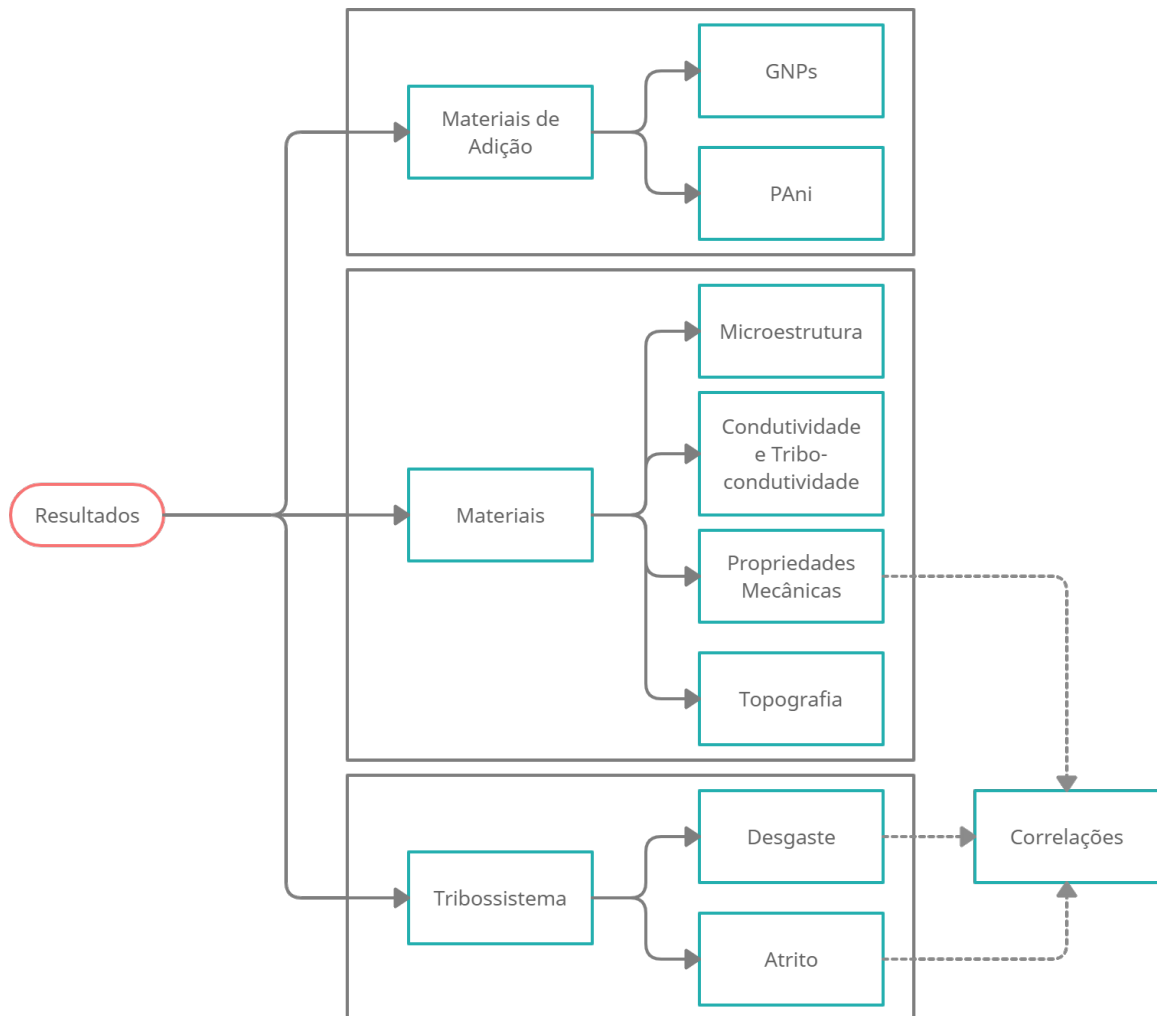 Resultados
Materiais de
Adição
GNPs
PAni
Materiais
Microestrutura
Condutividade
e Tribo-
condutividade
Propriedades
Mecânicas
Topografia
Tribossistema
Desgaste
Atrito
Correlações